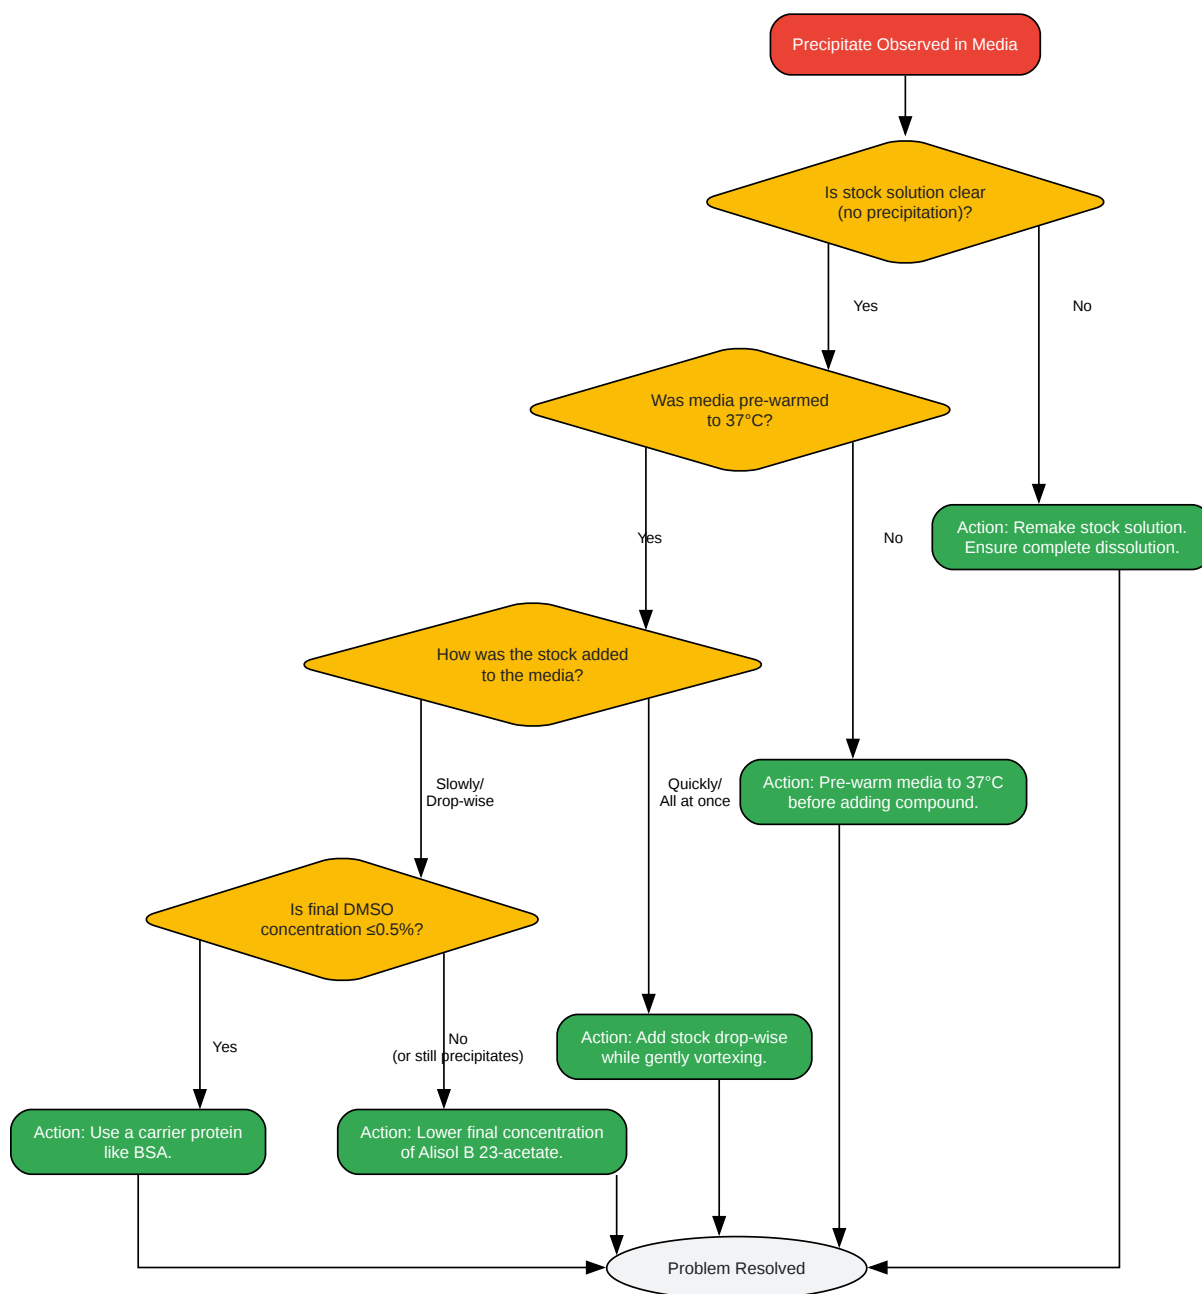 Precipitate Observed in Media
Is stock solution clear
(no precipitation)?
Yes
No
Was media pre-warmed
to 37°C?
Action: Remake stock solution.
Ensure complete dissolution.
Yes
No
How was the stock added
to the media?
Slowly/
Drop-wise
Quickly/
All at once
Action: Pre-warm media to 37°C
before adding compound.
Is final DMSO
concentration ≤0.5%?
Yes
No
(or still precipitates)
Action: Add stock drop-wise
while gently vortexing.
Action: Use a carrier protein
like BSA.
Action: Lower final concentration
of Alisol B 23-acetate.
Problem Resolved